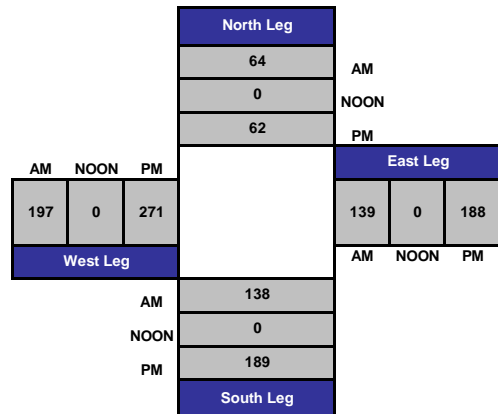 North Leg
64 AM
0 NOON
62 PM
AM NOON PM
East Leg
197 0 271
139 0 188
West Leg
AM NOON PM
AM 138
NOON 0
PM 189
South Leg